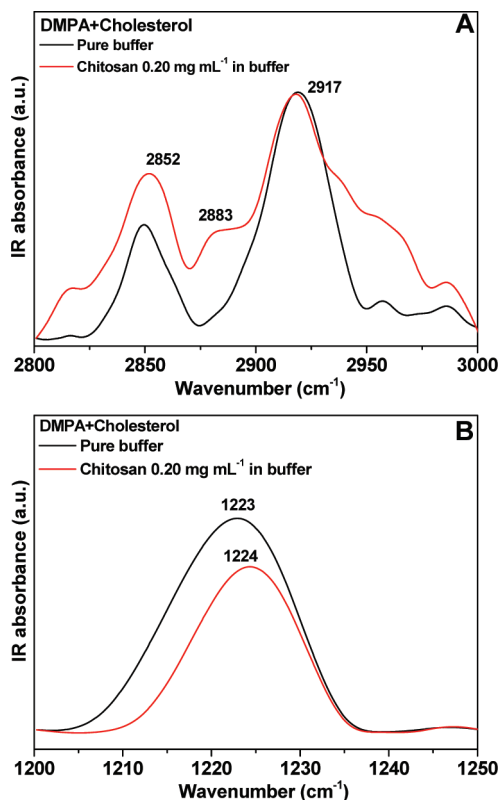 DMPA+Cholesterol
A
Pure buffer
Chitosan 0.20 mg mL⁻¹ in buffer
2917
2852
2883
IR absorbance (a.u.)
2800 2850 2900 2950 3000
Wavenumber (cm⁻¹)
DMPA+Cholesterol
B
Pure buffer
Chitosan 0.20 mg mL⁻¹ in buffer
1223
1224
IR absorbance (a.u.)
1200 1210 1220 1230 1240 1250
Wavenumber (cm⁻¹)